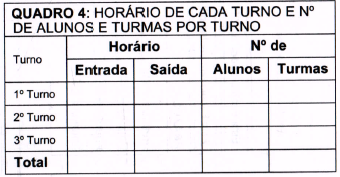 QUADRO 4: HORÁRIO DE CADA TURNO E Nº
DE ALUNOS E TURMAS POR TURNO
Turno Horário Nº de
Entrada Saída Alunos Turmas
1º Turno
2º Turno
3º Turno
Total